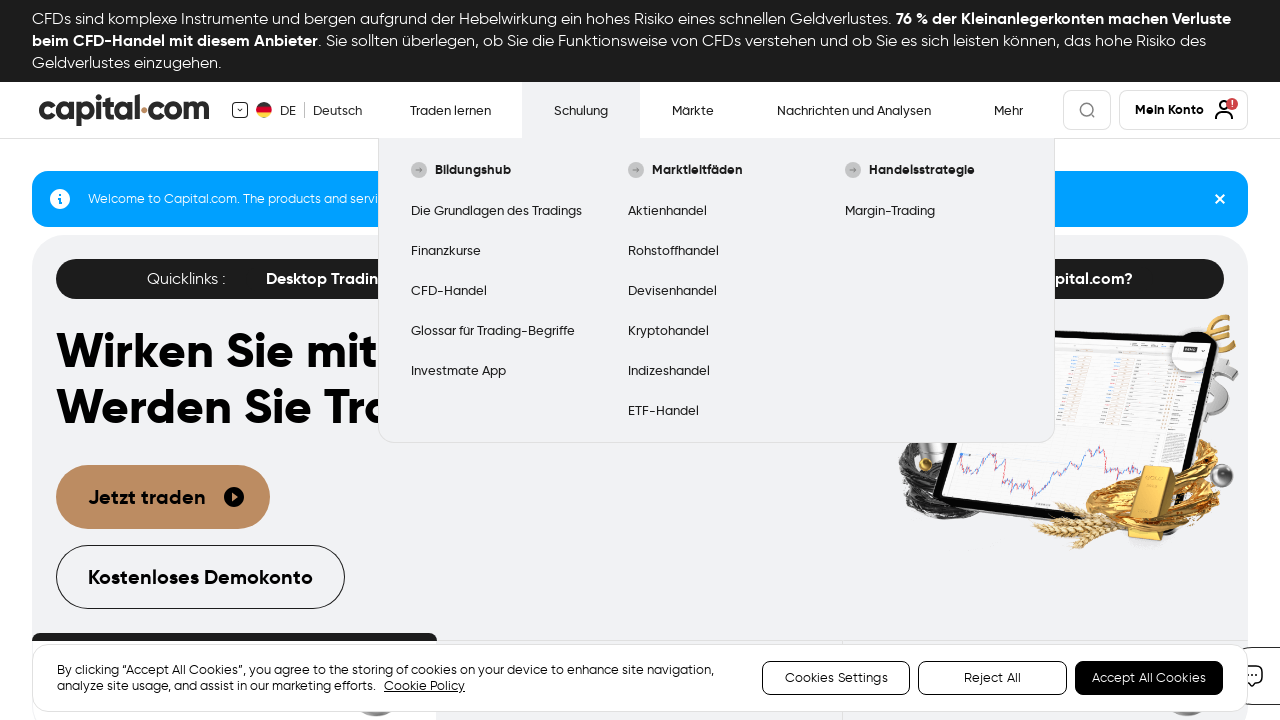 CFDs sind komplexe Instrumente und bergen aufgrund der Hebelwirkung ein hohes Risiko eines schnellen Geldverlustes. 76 % der Kleinanlegerkonten machen Verluste
beim CFD-Handel mit diesem Anbieter. Sie sollten überlegen, ob Sie die Funktionsweise von CFDs verstehen und ob Sie es sich leisten können, das hohe Risiko des
Geldverlustes einzugehen.
capital.com DE Deutsch Traden lernen Schulung Märkte Nachrichten und Analysen Mehr Mein Konto
Bildungshub Marktleitfäden Handelsstrategie
Welcome to Capital.com. The products and servi
Die Grundlagen des Tradings Aktienhandel Margin-Trading
Finanzkurse Rohstoffhandel
Quicklinks : Desktop Tradin pital.com?
CFD-Handel Devisenhandel
Glossar für Trading-Begriffe Kryptohandel
Investmate App Indizeshandel
ETF-Handel
Wirken Sie mit
Werden Sie Tra
Jetzt traden
Kostenloses Demokonto
By clicking “Accept All Cookies”, you agree to the storing of cookies on your device to enhance site navigation,
analyze site usage, and assist in our marketing efforts. Cookie Policy
Cookies Settings Reject All Accept All Cookies